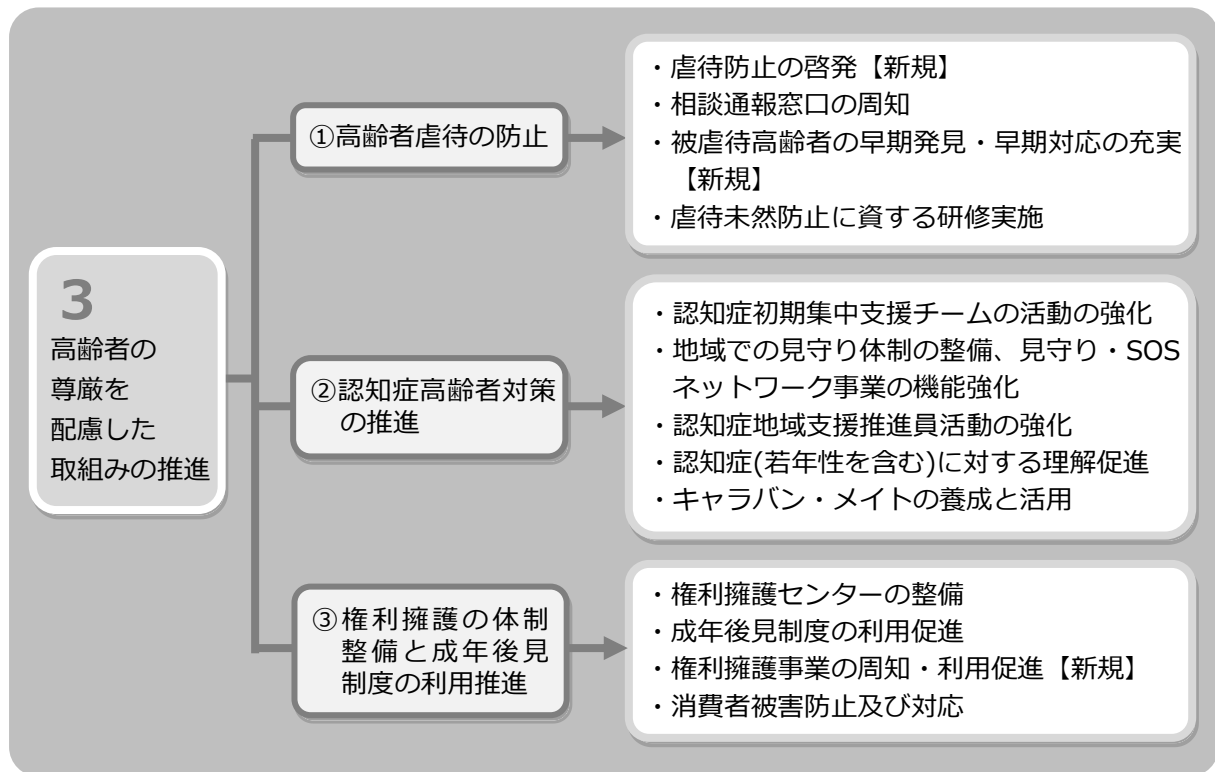 3
高齢者の
尊厳を
配慮した
取組みの推進
①高齢者虐待の防止
・虐待防止の啓発【新規】
・相談通報窓口の周知
・被虐待高齢者の早期発見・早期対応の充実
【新規】
・虐待未然防止に資する研修実施
②認知症高齢者対策
の推進
・認知症初期集中支援チームの活動の強化
・地域での見守り体制の整備、見守り・SOS
ネットワーク事業の機能強化
・認知症地域支援推進員活動の強化
・認知症(若年性を含む)に対する理解促進
・キャラバン・メイトの養成と活用
③権利擁護の体制
整備と成年後見
制度の利用推進
・権利擁護センターの整備
・成年後見制度の利用促進
・権利擁護事業の周知・利用促進【新規】
・消費者被害防止及び対応